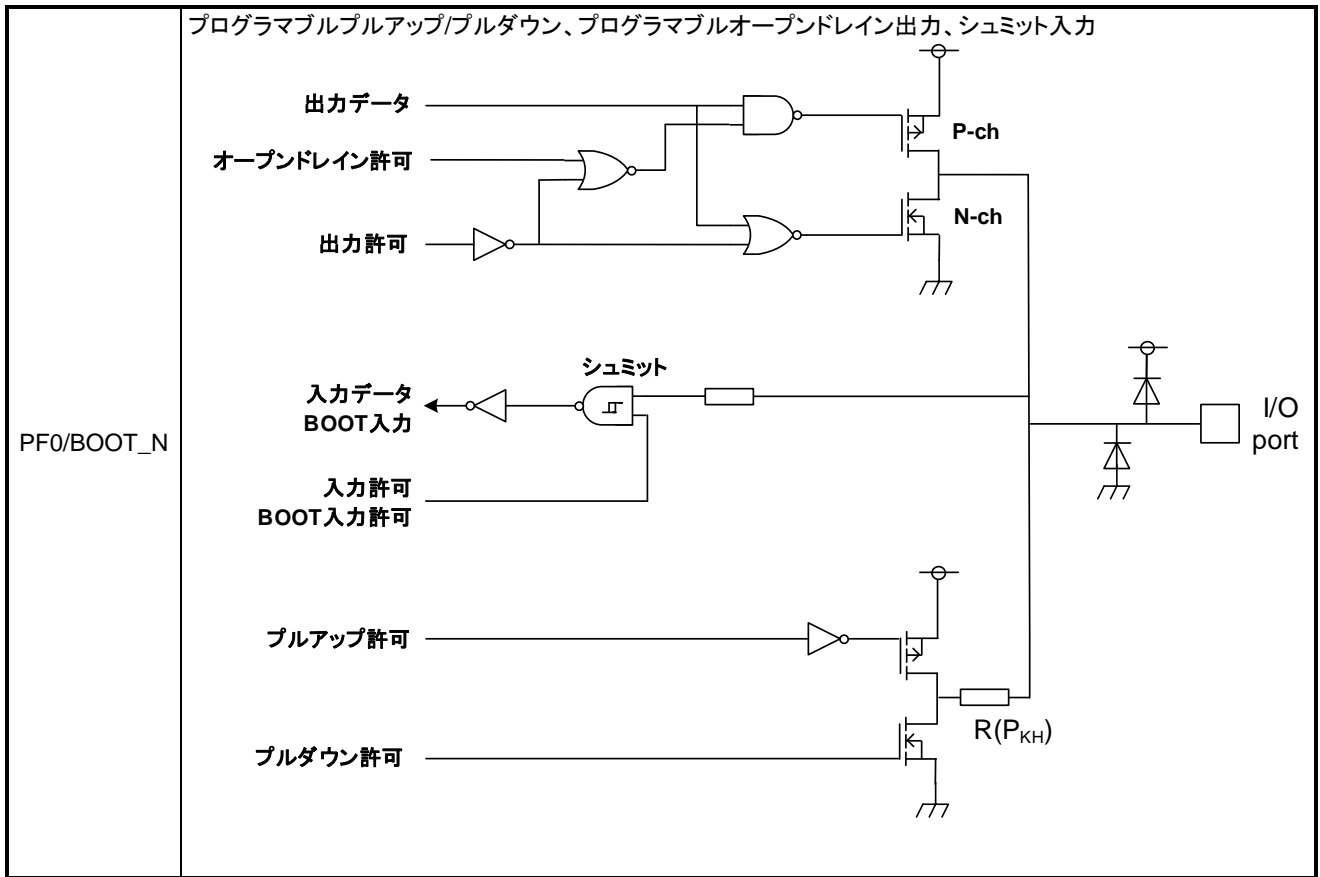 プログラマブルプルアップ/プルダウン、プログラマブルオープンドレイン出力、シュミット入力
出力データ
P-ch
オープンドレイン許可
N-ch
出力許可
シュミット
入力データ
BOOT入力
I/O
port
PF0/BOOT_N
入力許可
BOOT入力許可
プルアップ許可
R(PKH)
プルダウン許可